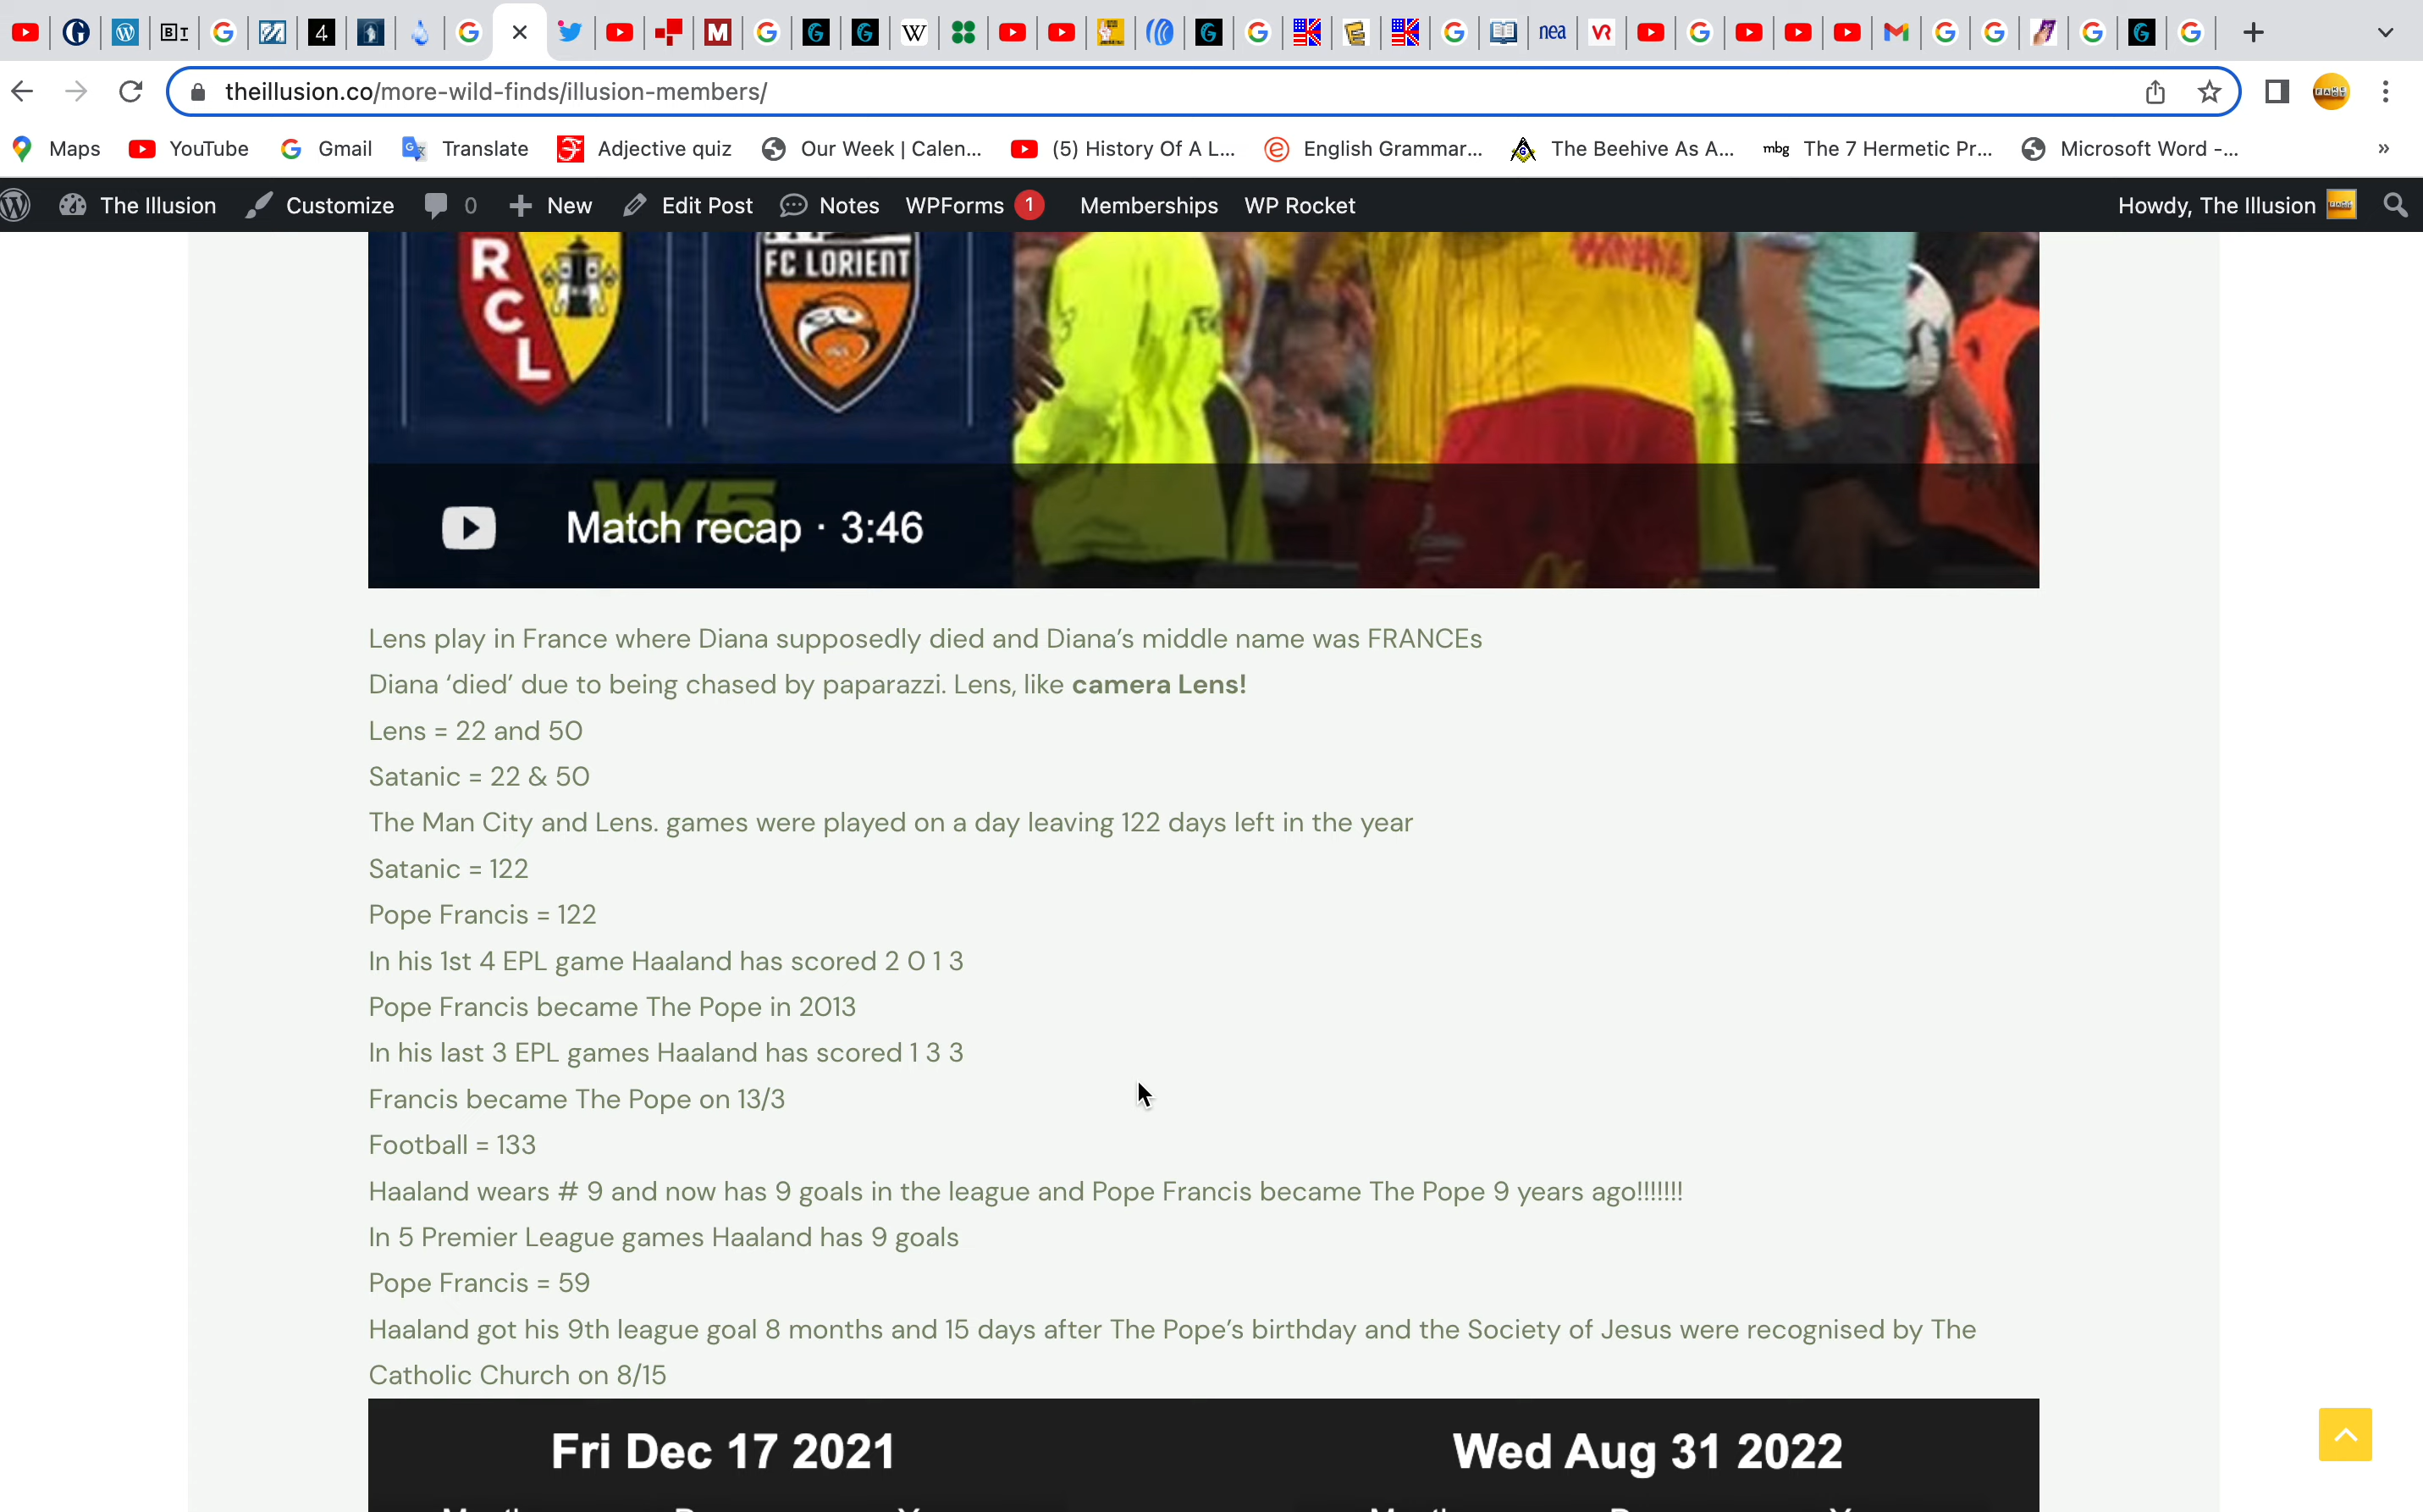 BIT
4
M
W
nea
VR
theillusion.co/more-wild-finds/illusion-members/
Maps
YouTube
Gmail
Translate
Adjective quiz
Our Week | Calen...
(5) History Of A L...
English Grammar...
The Beehive As A...
mbg
The 7 Hermetic Pr...
Microsoft Word -...
»
The Illusion
Customize
0
New
Edit Post
Notes
WPForms 1
Memberships
WP Rocket
Howdy, The Illusion
RCL
FC LORIENT
W5
Match recap · 3:46
Lens play in France where Diana supposedly died and Diana’s middle name was FRANCEs
Diana ‘died’ due to being chased by paparazzi. Lens, like camera Lens!
Lens = 22 and 50
Satanic = 22 & 50
The Man City and Lens. games were played on a day leaving 122 days left in the year
Satanic = 122
Pope Francis = 122
In his 1st 4 EPL game Haaland has scored 2 0 1 3
Pope Francis became The Pope in 2013
In his last 3 EPL games Haaland has scored 1 3 3
Francis became The Pope on 13/3
Football = 133
Haaland wears # 9 and now has 9 goals in the league and Pope Francis became The Pope 9 years ago!!!!!!!
In 5 Premier League games Haaland has 9 goals
Pope Francis = 59
Haaland got his 9th league goal 8 months and 15 days after The Pope’s birthday and the Society of Jesus were recognised by The
Catholic Church on 8/15
Fri Dec 17 2021
Wed Aug 31 2022